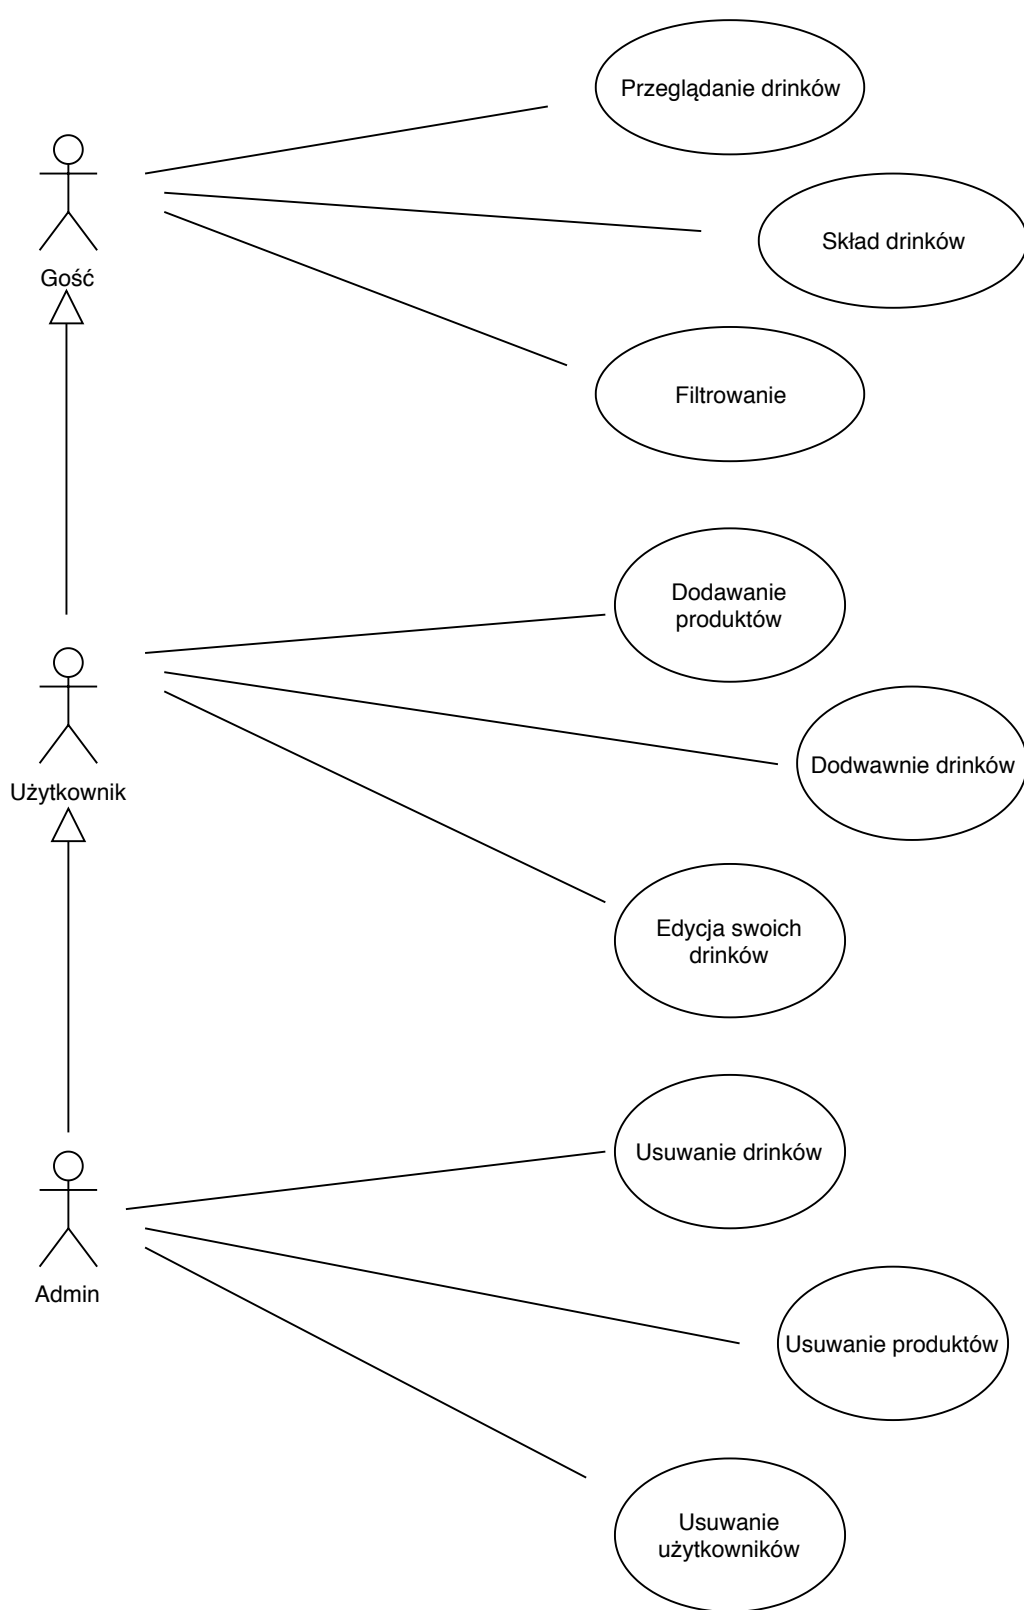 Przeglądanie drinków
Skład drinków
Gość
Filtrowanie
Dodawanie
produktów
Dodwawnie drinków
Użytkownik
Edycja swoich
drinków
Usuwanie drinków
Admin
Usuwanie produktów
Usuwanie
użytkowników